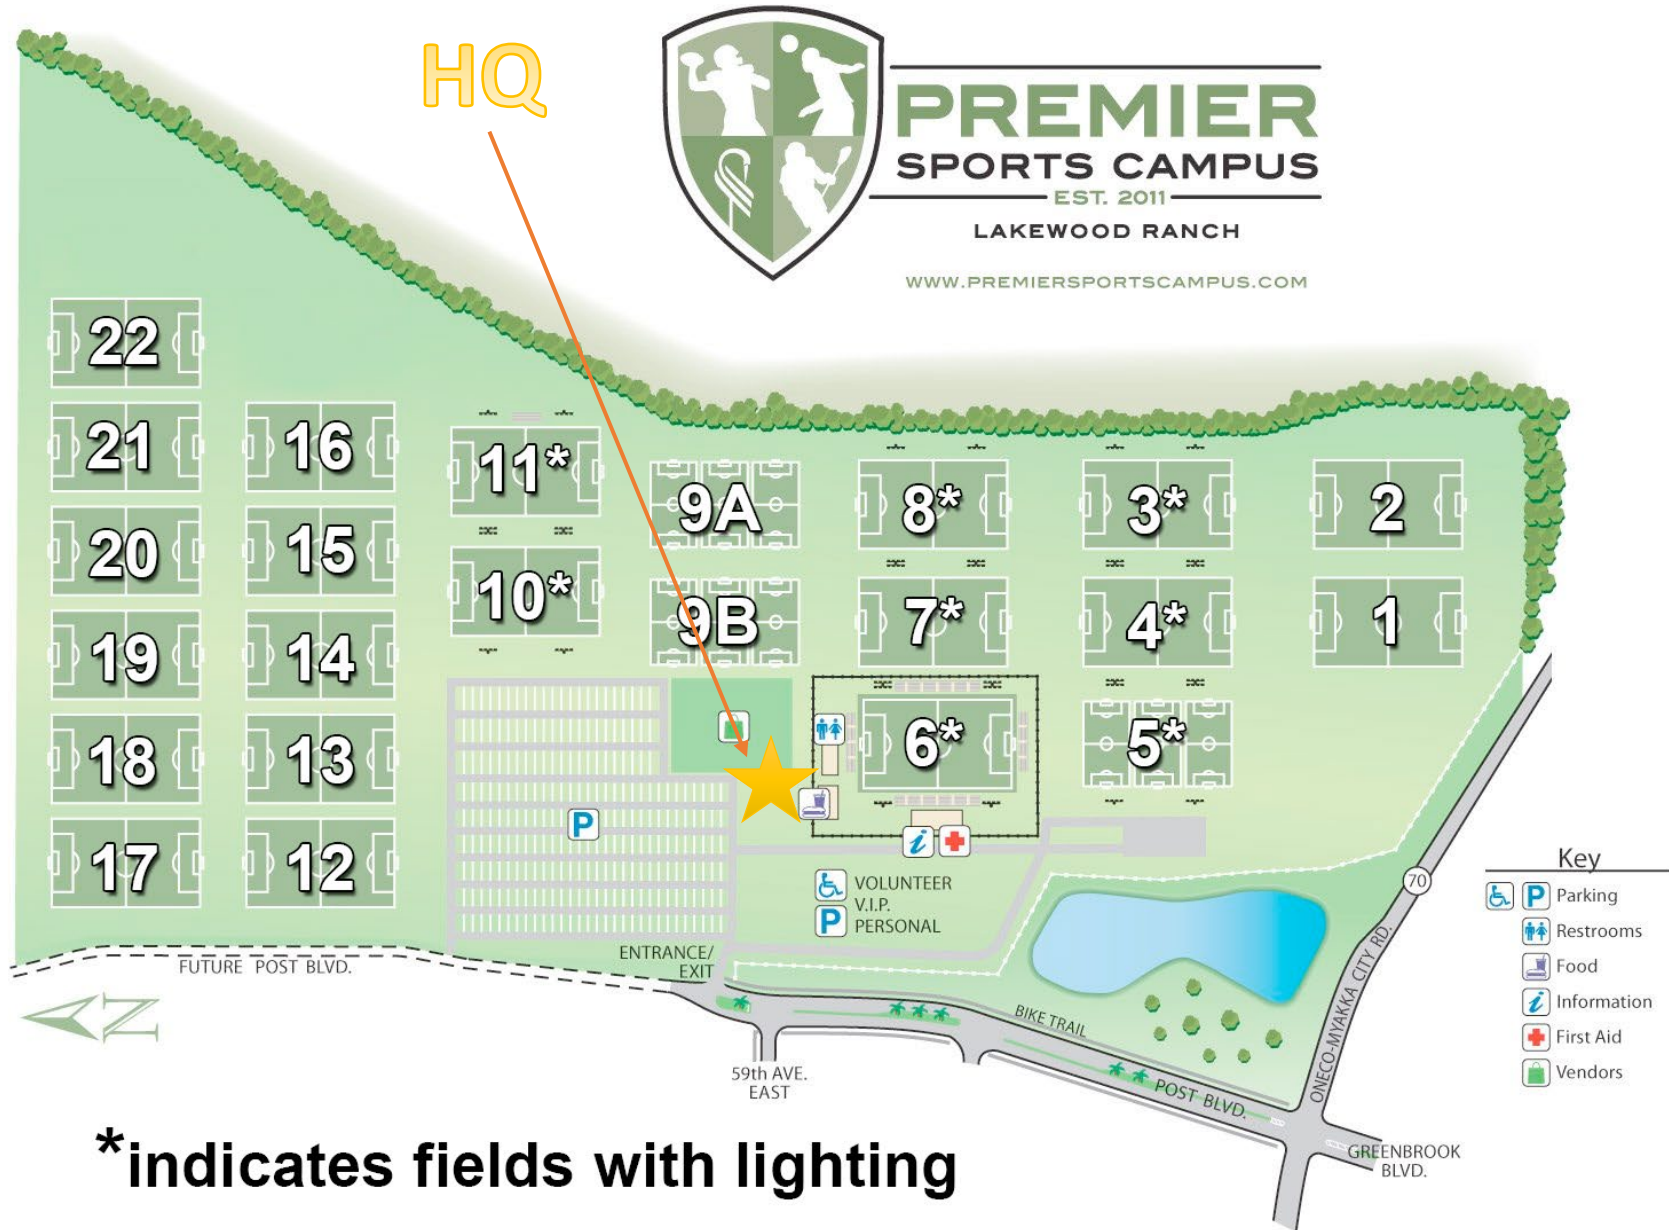 HQ
PREMIER
SPORTS CAMPUS
EST. 2011
LAKEWOOD RANCH
WWW.PREMIERSPORTSCAMPUS.COM
22
21
16
11*
9A
8*
3*
2
20
15
10*
9B
7*
4*
1
19
14
18
13
6*
5*
17
12
P
i
VOLUNTEER
V.I.P.
P
PERSONAL
ENTRANCE/
EXIT
FUTURE POST BLVD.
N
BIKE TRAIL
59th AVE.
EAST
POST BLVD.
70
ONECO-MYAKKA CITY RD.
GREENBROOK
BLVD.
Key
P Parking
Restrooms
Food
i Information
First Aid
Vendors
*indicates fields with lighting